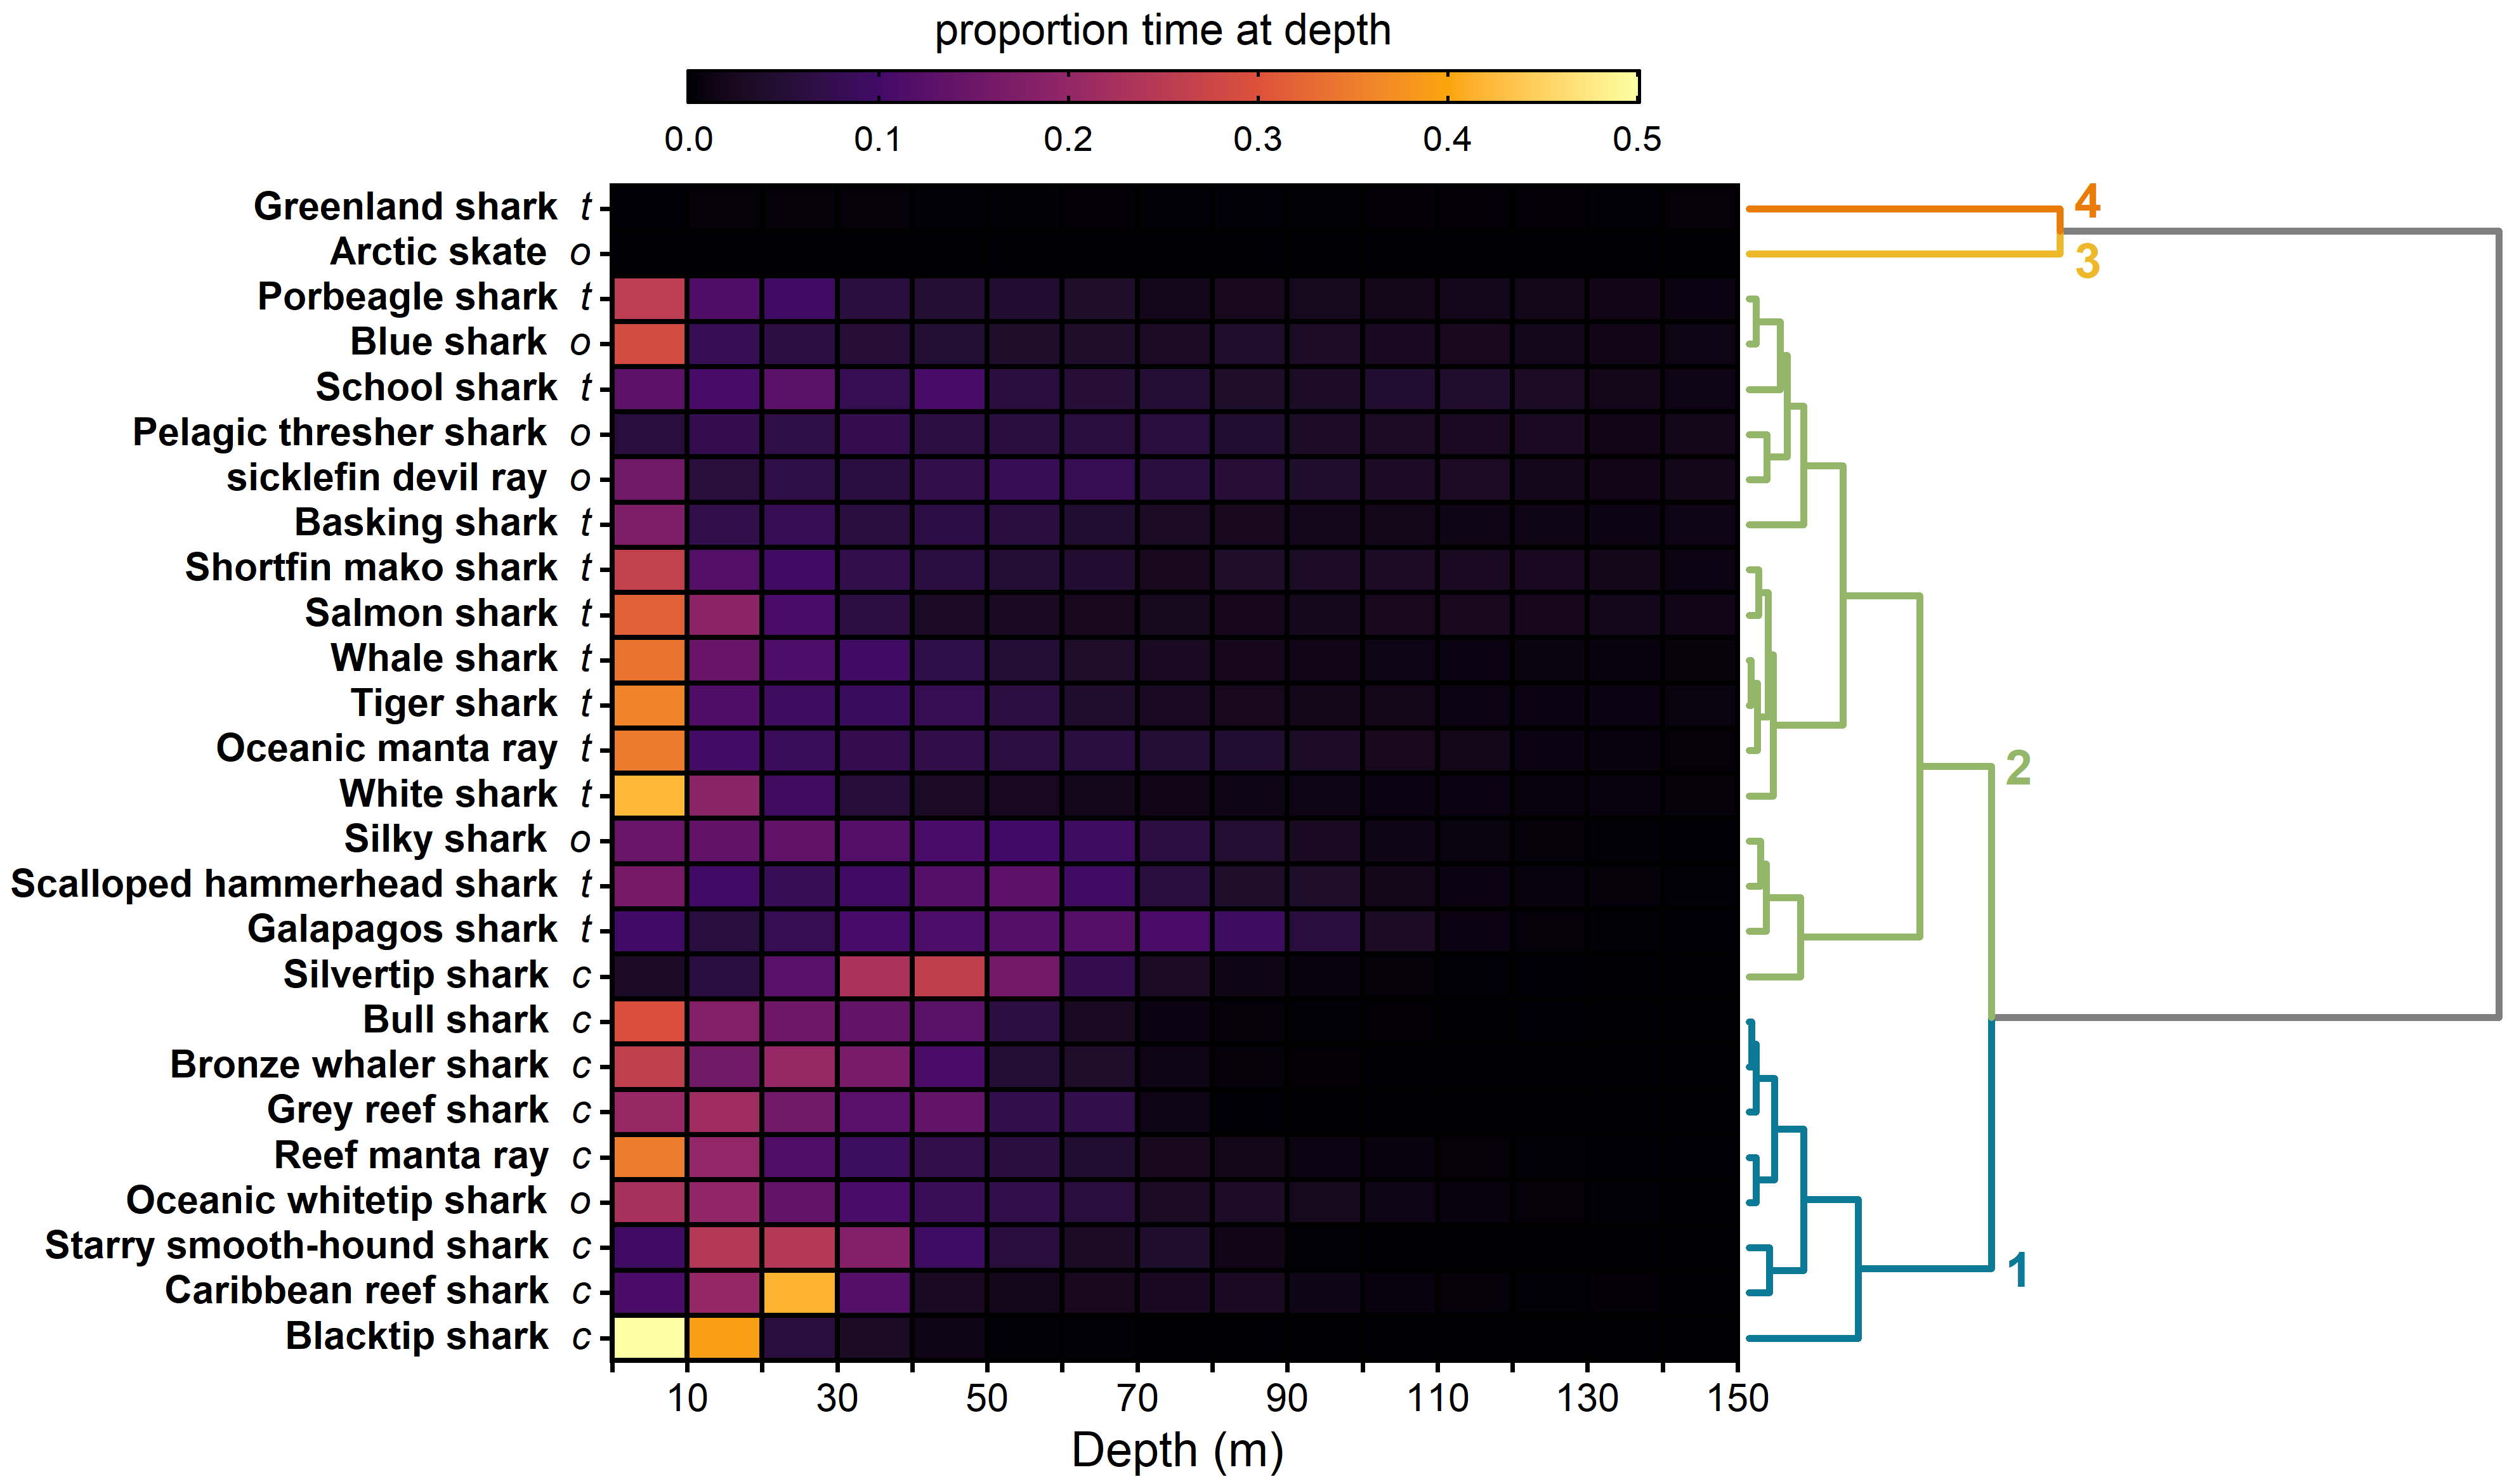 proportion time at depth
0.0 0.1 0.2 0.3 0.4 0.5
Greenland shark t
4
Arctic skate o
3
Porbeagle shark t
Blue shark o
School shark t
Pelagic thresher shark o
sicklefin devil ray o
Basking shark t
Shortfin mako shark t
Salmon shark t
Whale shark t
Tiger shark t
Oceanic manta ray t
2
White shark t
Silky shark o
Scalloped hammerhead shark t
Galapagos shark t
Silvertip shark c
Bull shark c
Bronze whaler shark c
Grey reef shark c
Reef manta ray c
Oceanic whitetip shark o
Starry smooth-hound shark c
1
Caribbean reef shark c
Blacktip shark c
10 30 50 70 90 110 130 150
Depth (m)